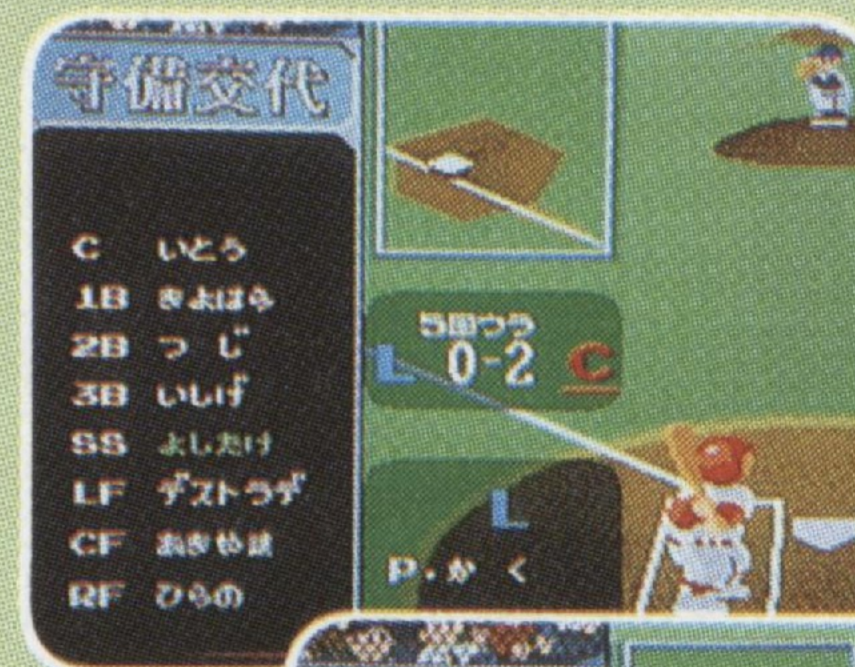 守備交代
C いとう
1B きよはら
2B つじ
3B いしげ
SS よしたけ
LF デストラデ
CF あきやま
RF ひらの
5回ウラ
L 0-2 C
L
P.かく